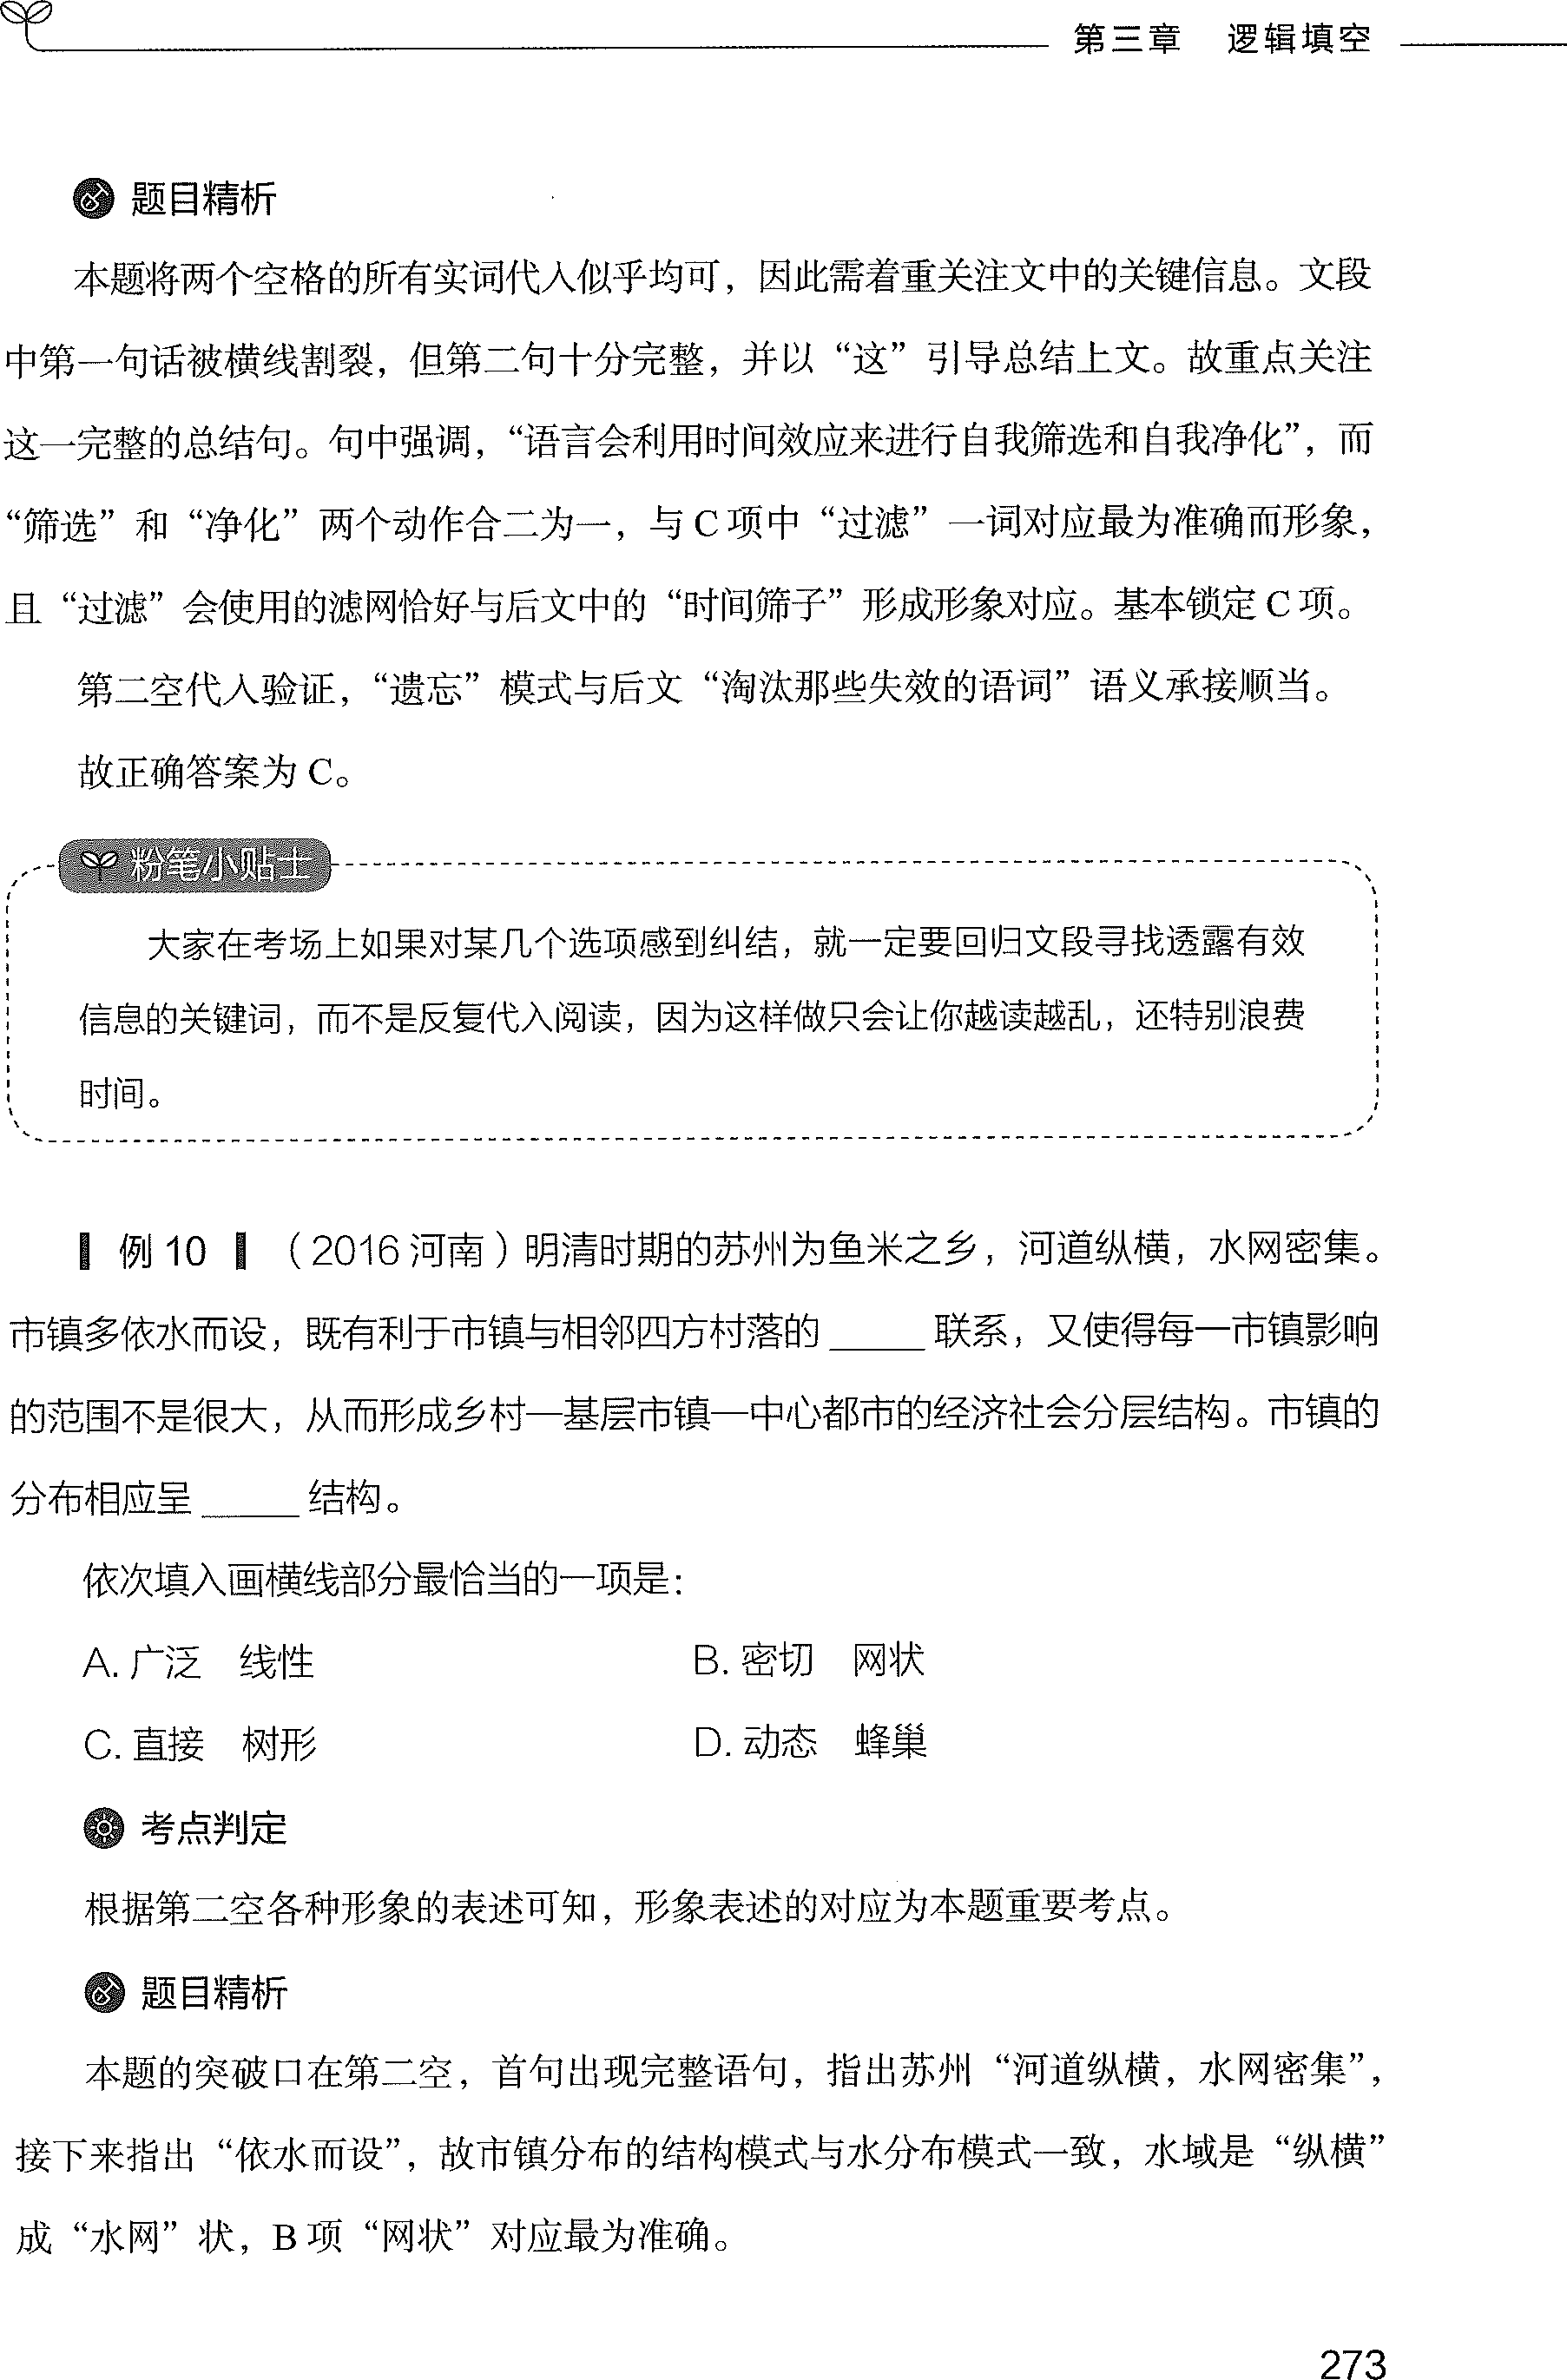 第三章 逻辑填空
题目精析
本题将两个空格的所有实词代入似乎均可，因此需着重关注文中的关键信息。文段
中第一句话被横线割裂，但第二句十分完整，并以“这”引导总结上文。故重点关注
这一完整的总结句。句中强调，“语言会利用时间效应来进行自我筛选和自我净化”，而
“筛选”和“净化”两个动作合二为一，与 C 项中“过滤”一词对应最为准确而形象，
且“过滤”会使用的滤网恰好与后文中的“时间筛子”形成形象对应。基本锁定 C 项。
第二空代入验证，“遗忘”模式与后文“淘汰那些失效的语词”语义承接顺当。
故正确答案为 C。
粉笔小贴士
大家在考场上如果对某几个选项感到纠结，就一定要回归文段寻找透露有效
信息的关键词，而不是反复代入阅读，因为这样做只会让你越读越乱，还特别浪费
时间。
例 10 （2016 河南）明清时期的苏州为鱼米之乡，河道纵横，水网密集。
市镇多依水而设，既有利于市镇与相邻四方村落的_____联系，又使得每一市镇影响
的范围不是很大，从而形成乡村—基层市镇—中心都市的经济社会分层结构。市镇的
分布相应呈_____结构。
依次填入画横线部分最恰当的一项是：
A. 广泛 线性 B. 密切 网状
C. 直接 树形 D. 动态 蜂巢
考点判定
根据第二空各种形象的表述可知，形象表述的对应为本题重要考点。
题目精析
本题的突破口在第二空，首句出现完整语句，指出苏州“河道纵横，水网密集”，
接下来指出“依水而设”，故市镇分布的结构模式与水分布模式一致，水域是“纵横”
成“水网”状，B 项“网状”对应最为准确。
273